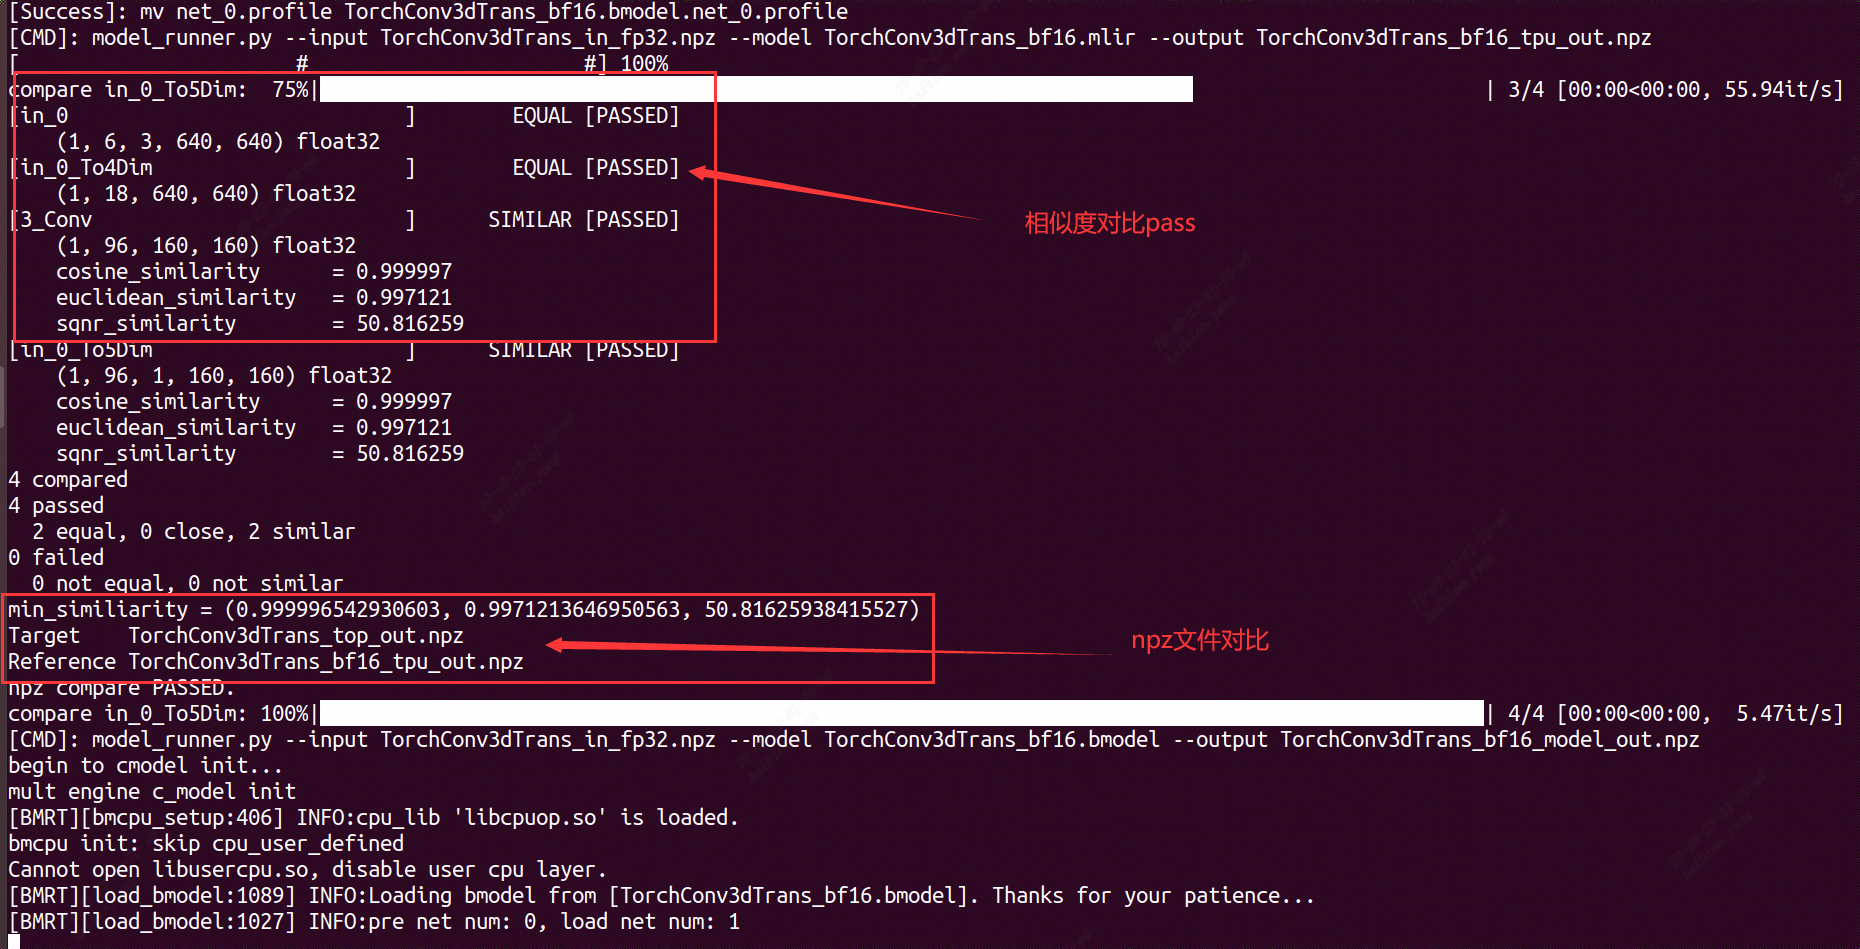 [Success]: mv net_0.profile TorchConv3dTrans_bf16.bmodel.net_0.profile
[CMD]: model_runner.py --input TorchConv3dTrans_in_fp32.npz --model TorchConv3dTrans_bf16.mlir --output TorchConv3dTrans_bf16_tpu_out.npz
[                       #                       #] 100%
compare in_0_To5Dim:  75%| | 3/4 [00:00<00:00, 55.94it/s]
[in_0                            ]        EQUAL [PASSED]
    (1, 6, 3, 640, 640) float32
[in_0_To4Dim                     ]        EQUAL [PASSED]
    (1, 18, 640, 640) float32
[3_Conv                          ]      SIMILAR [PASSED]
相似度对比pass
    (1, 96, 160, 160) float32
    cosine_similarity      = 0.999997
    euclidean_similarity   = 0.997121
    sqnr_similarity        = 50.816259
[in_0_To5Dim                     ]      SIMILAR [PASSED]
    (1, 96, 1, 160, 160) float32
    cosine_similarity      = 0.999997
    euclidean_similarity   = 0.997121
    sqnr_similarity        = 50.816259
4 compared
4 passed
  2 equal, 0 close, 2 similar
0 failed
  0 not equal, 0 not similar
min_similiarity = (0.999996542930603, 0.9971213646950563, 50.81625938415527)
Target    TorchConv3dTrans_top_out.npz
npz文件对比
Reference TorchConv3dTrans_bf16_tpu_out.npz
npz compare PASSED.
compare in_0_To5Dim: 100%| | 4/4 [00:00<00:00,  5.47it/s]
[CMD]: model_runner.py --input TorchConv3dTrans_in_fp32.npz --model TorchConv3dTrans_bf16.bmodel --output TorchConv3dTrans_bf16_model_out.npz
begin to cmodel init...
mult engine c_model init
[BMRT][bmcpu_setup:406] INFO:cpu_lib 'libcpuop.so' is loaded.
bmcpu init: skip cpu_user_defined
Cannot open libusercpu.so, disable user cpu layer.
[BMRT][load_bmodel:1089] INFO:Loading bmodel from [TorchConv3dTrans_bf16.bmodel]. Thanks for your patience...
[BMRT][load_bmodel:1027] INFO:pre net num: 0, load net num: 1